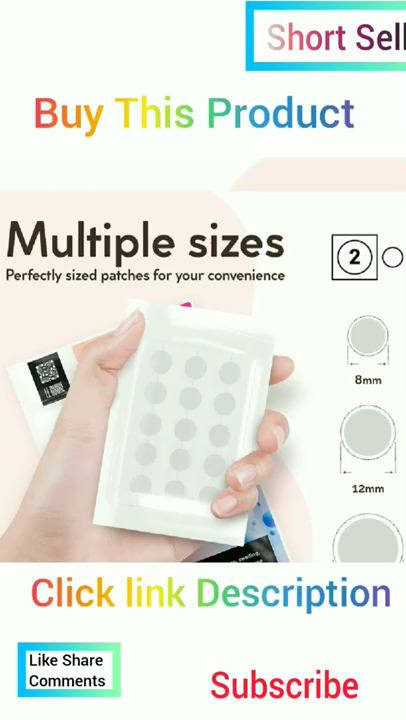 Short Sell
Buy This Product
Multiple sizes
Perfectly sized patches for your convenience
2
8mm
12mm
Click link Description
Like Share
Comments
Subscribe